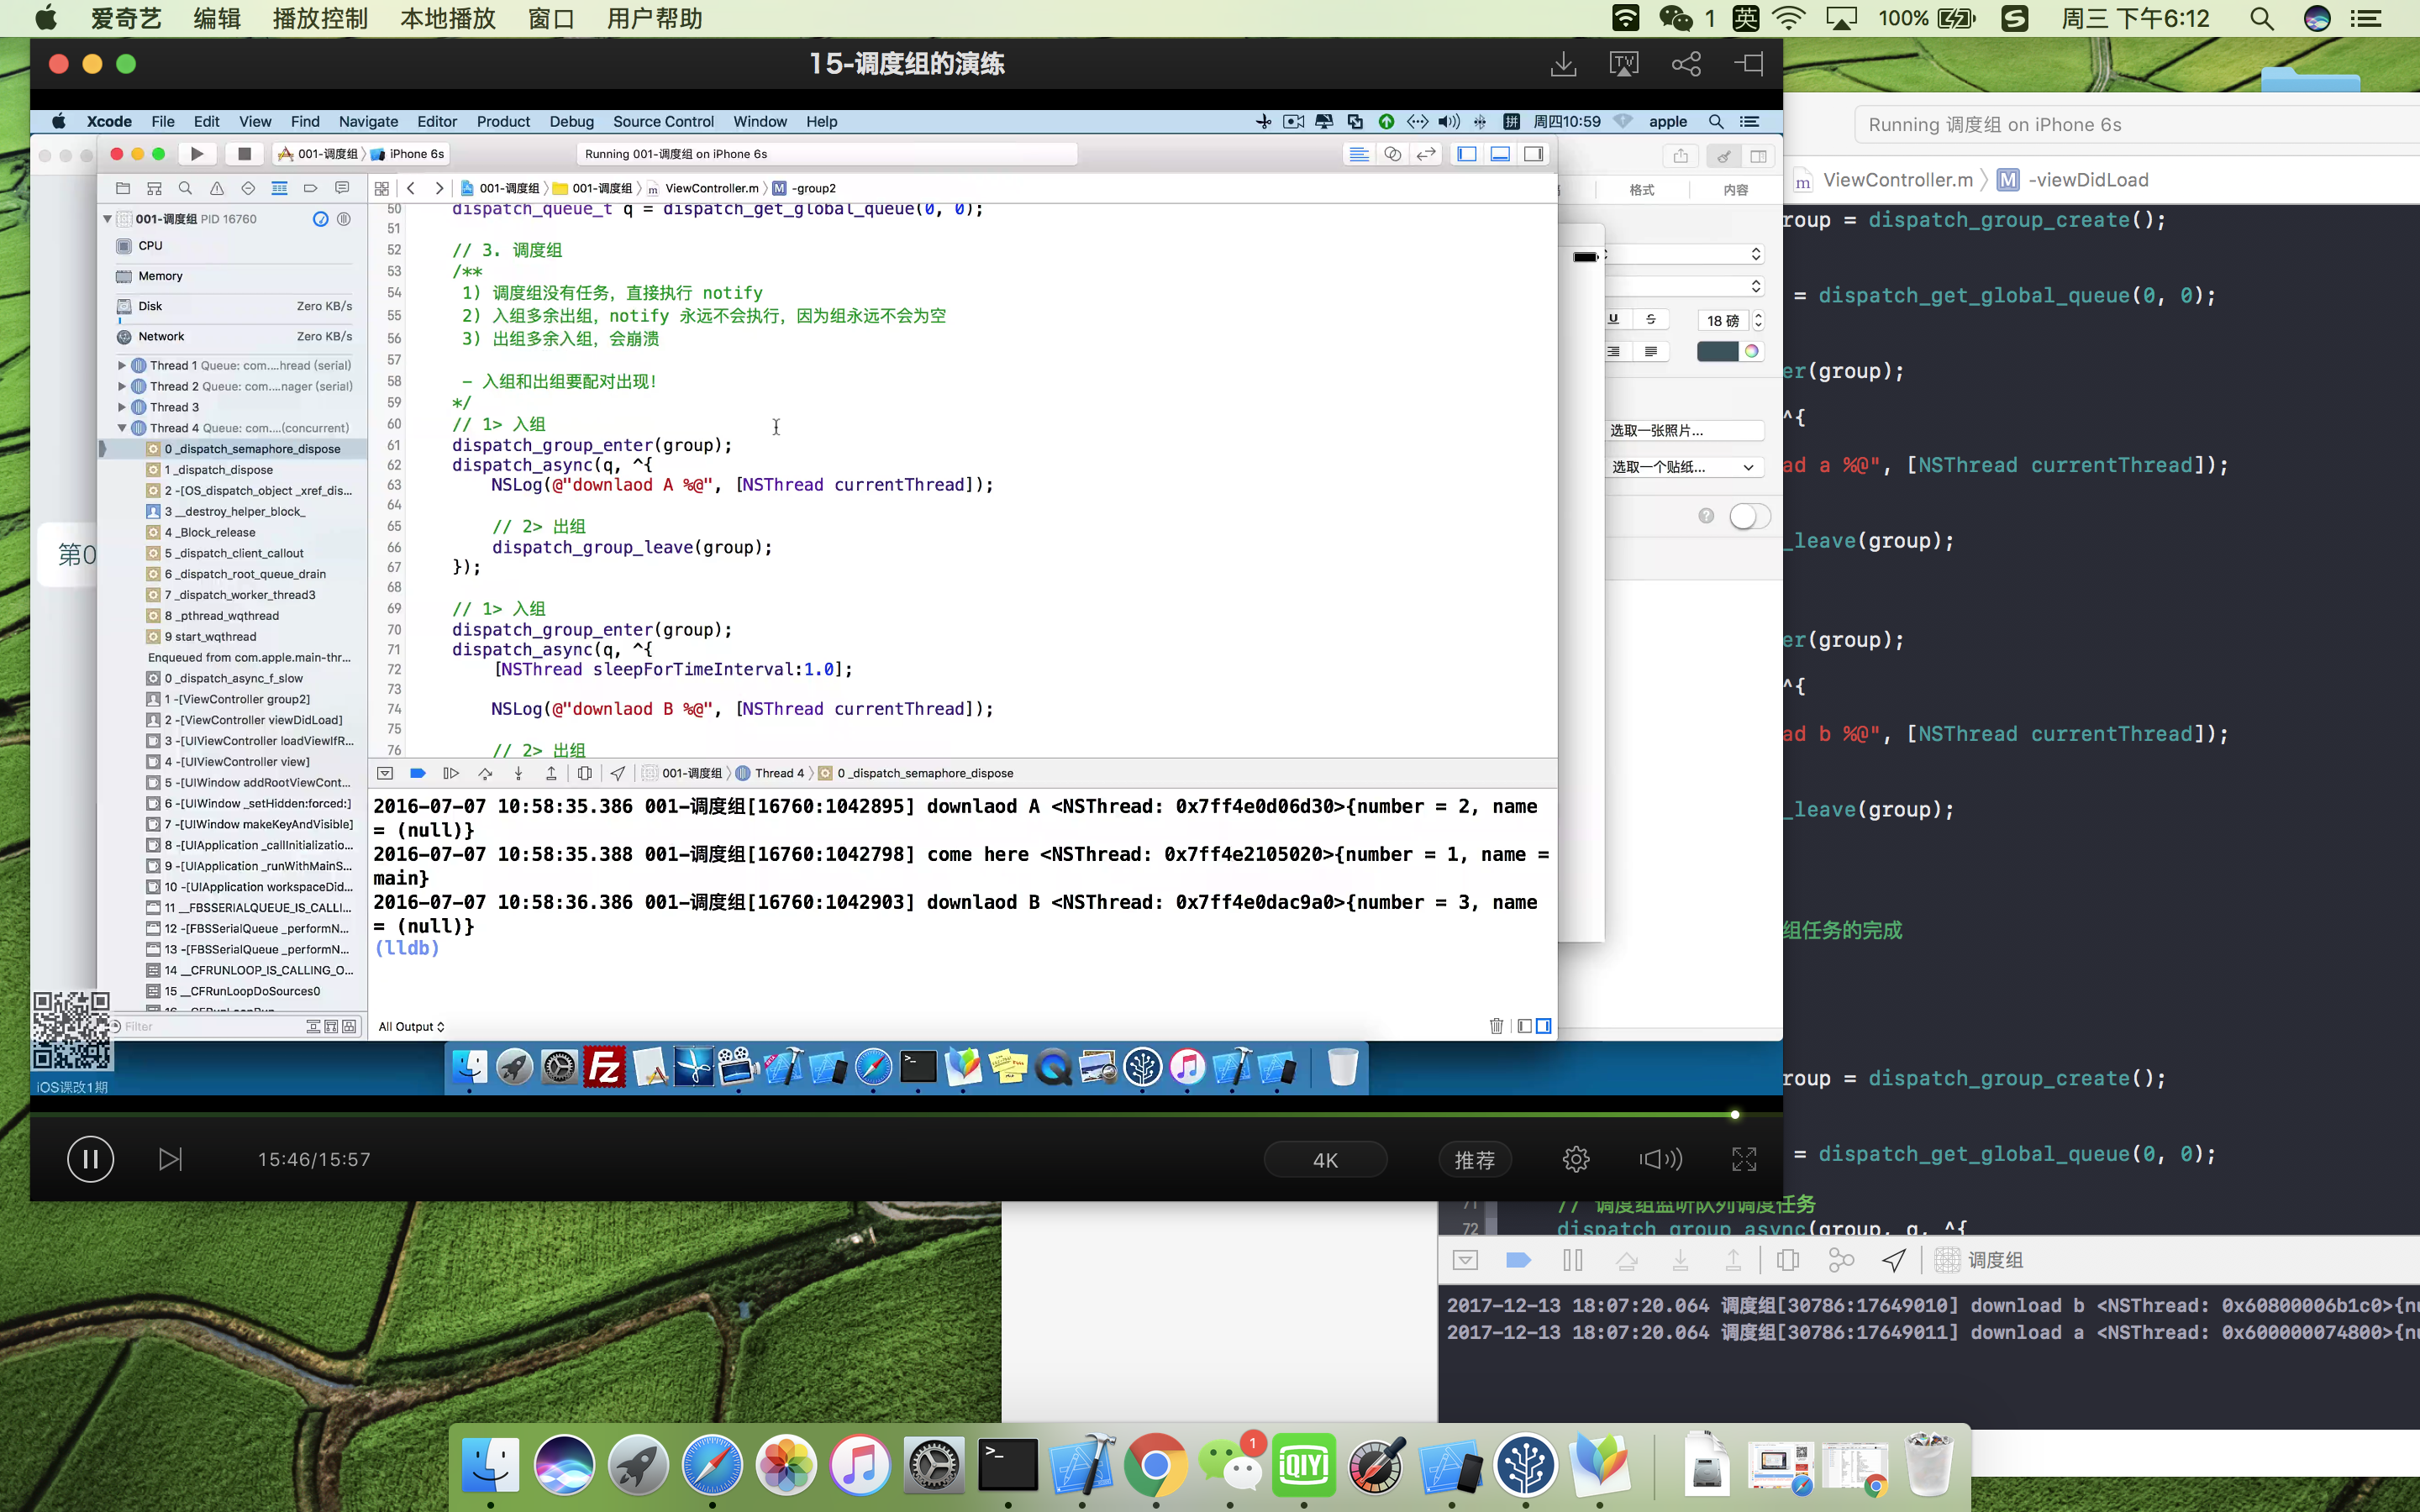 爱奇艺 编辑 播放控制 本地播放 窗口 用户帮助 1 英 100% 周三 下午6:12
15-调度组的演练
Xcode File Edit View Find Navigate Editor Product Debug Source Control Window Help 拼 周四10:59 apple
001-调度组 iPhone 6s Running 001-调度组 on iPhone 6s
001-调度组 001-调度组 ViewController.m -group2
001-调度组 PID 16760
CPU
Memory
Disk Zero KB/s
Network Zero KB/s
Thread 1 Queue: com....hread (serial)
Thread 2 Queue: com....nager (serial)
Thread 3
Thread 4 Queue: com....(concurrent)
0 _dispatch_semaphore_dispose
1 _dispatch_dispose
2 -[OS_dispatch_object _xref_dis...
3 __destroy_helper_block_
4 _Block_release
5 _dispatch_client_callout
6 _dispatch_root_queue_drain
7 _dispatch_worker_thread3
8 _pthread_wqthread
9 start_wqthread
Enqueued from com.apple.main-thr...
0 _dispatch_async_f_slow
1 -[ViewController group2]
2 -[ViewController viewDidLoad]
3 -[UIViewController loadViewIfR...
4 -[UIViewController view]
5 -[UIWindow addRootViewCont...
6 -[UIWindow _setHidden:forced:]
7 -[UIWindow makeKeyAndVisible]
8 -[UIApplication _callInitializatio...
9 -[UIApplication _runWithMainS...
10 -[UIApplication workspaceDid...
11 __FBSSERIALQUEUE_IS_CALLI...
12 -[FBSSerialQueue _performN...
13 -[FBSSerialQueue _performN...
14 __CFRUNLOOP_IS_CALLING_O...
15 __CFRunLoopDoSources0
Filter
50 dispatch_queue_t q = dispatch_get_global_queue(0, 0);
51
52 // 3. 调度组
53 /**
54 1) 调度组没有任务，直接执行 notify
55 2) 入组多余出组，notify 永远不会执行，因为组永远不会为空
56 3) 出组多余入组，会崩溃
57
58 - 入组和出组要配对出现！
59 */
60 // 1> 入组
61 dispatch_group_enter(group);
62 dispatch_async(q, ^{
63 NSLog(@"downlaod A %@", [NSThread currentThread]);
64
65 // 2> 出组
66 dispatch_group_leave(group);
67 });
68
69 // 1> 入组
70 dispatch_group_enter(group);
71 dispatch_async(q, ^{
72 [NSThread sleepForTimeInterval:1.0];
73
74 NSLog(@"downlaod B %@", [NSThread currentThread]);
75
76 // 2> 出组
001-调度组 Thread 4 0 _dispatch_semaphore_dispose
2016-07-07 10:58:35.386 001-调度组[16760:1042895] downlaod A <NSThread: 0x7ff4e0d06d30>{number = 2, name
= (null)}
2016-07-07 10:58:35.388 001-调度组[16760:1042798] come here <NSThread: 0x7ff4e2105020>{number = 1, name =
main}
2016-07-07 10:58:36.386 001-调度组[16760:1042903] downlaod B <NSThread: 0x7ff4e0dac9a0>{number = 3, name
= (null)}
(lldb)
All Output
第0
iOS课改1期
格式 内容
U S 18 磅
选取一张照片...
选取一个贴纸...
15:46/15:57 4K 推荐
Running 调度组 on iPhone 6s
ViewController.m -viewDidLoad
roup = dispatch_group_create();
= dispatch_get_global_queue(0, 0);
er(group);
^{
ad a %@", [NSThread currentThread]);
_leave(group);
er(group);
^{
ad b %@", [NSThread currentThread]);
_leave(group);
组任务的完成
roup = dispatch_group_create();
= dispatch_get_global_queue(0, 0);
71 // 调度组监听队列调度任务
72 dispatch_group_async(group, q, ^{
调度组
2017-12-13 18:07:20.064 调度组[30786:17649010] download b <NSThread: 0x60800006b1c0>{nu
2017-12-13 18:07:20.064 调度组[30786:17649011] download a <NSThread: 0x600000074800>{nu
1
iQIYI